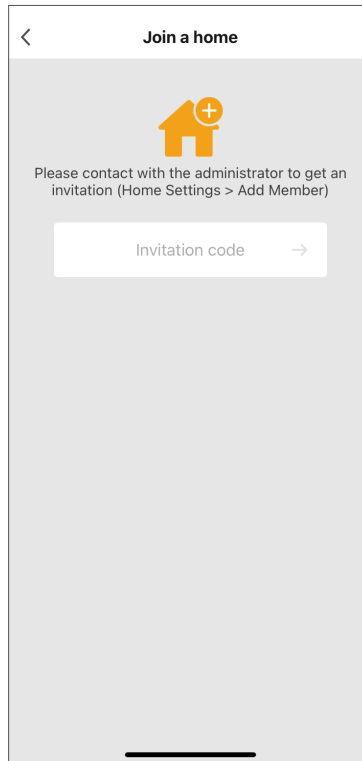 Join a home
Please contact with the administrator to get an
invitation (Home Settings > Add Member)
Invitation code